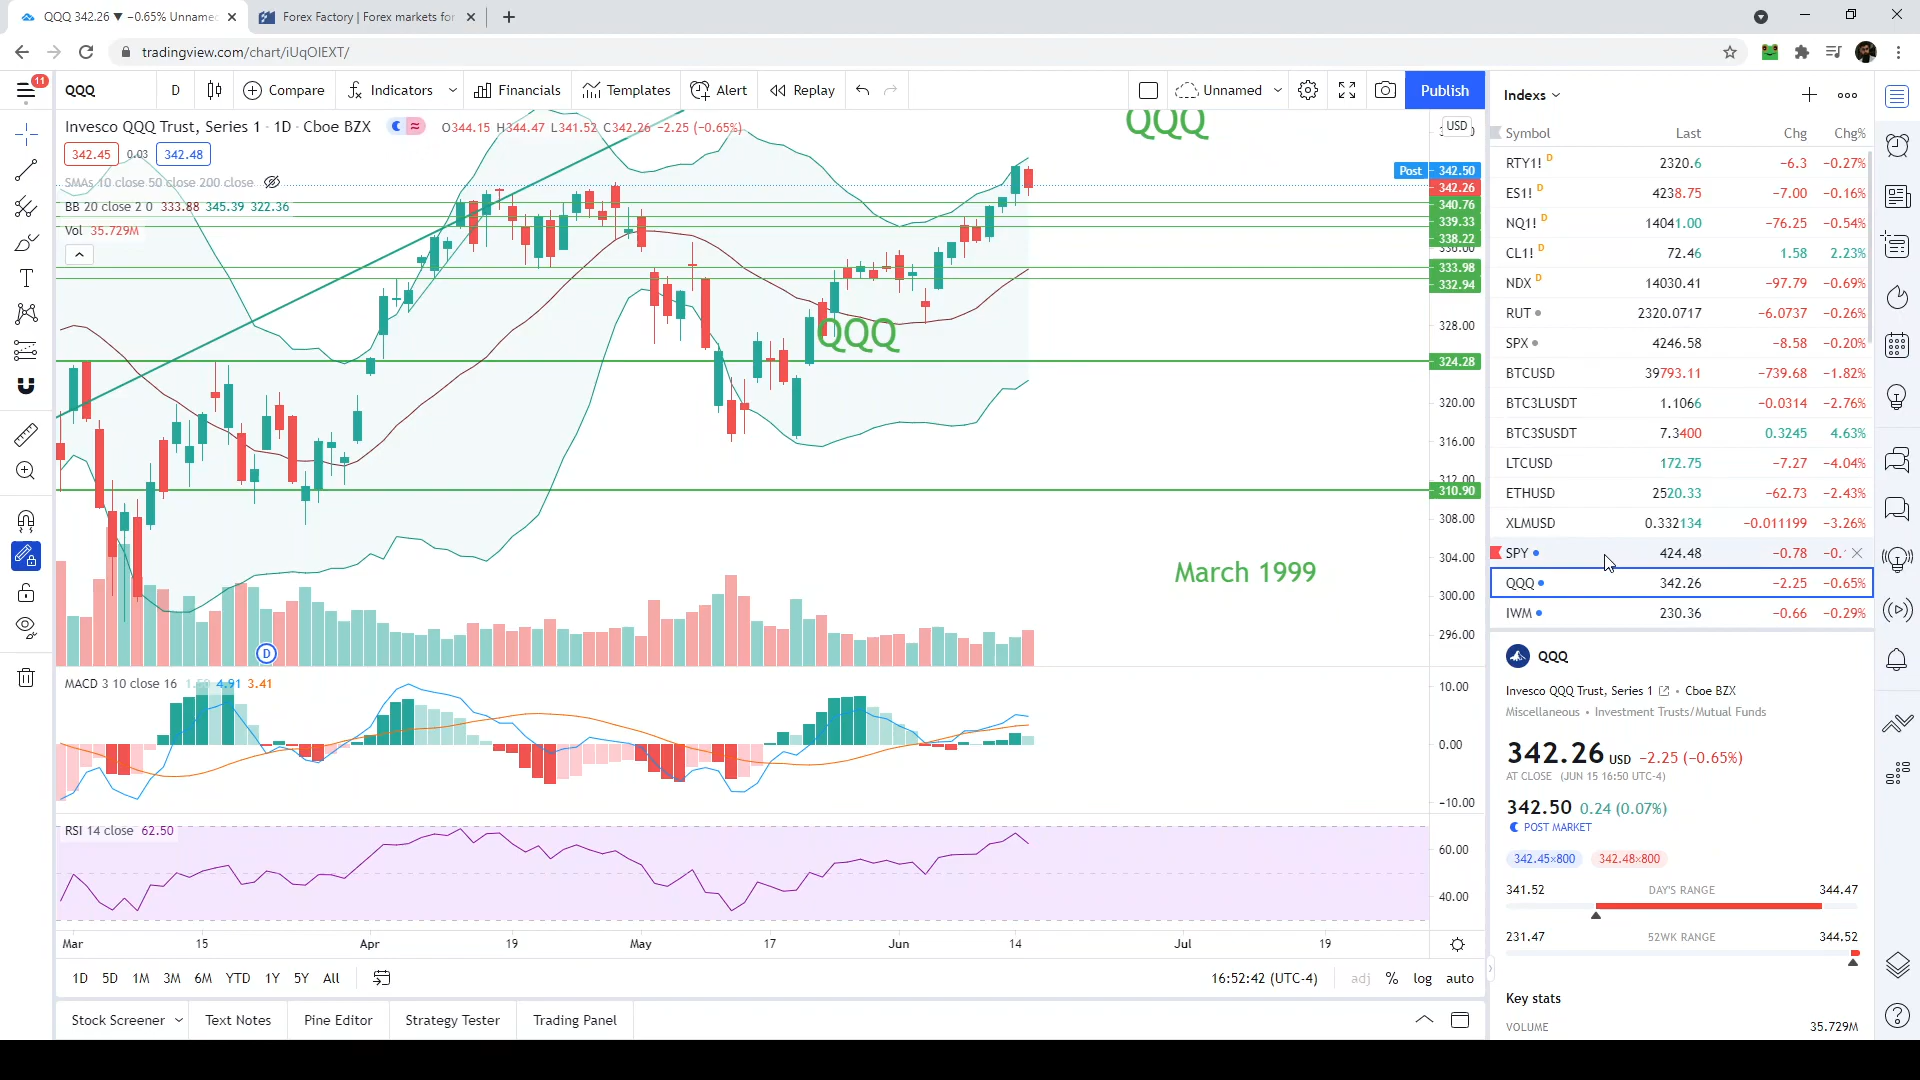 QQQ 342.26 ▼ −0.65% Unname
Forex Factory | Forex markets for
tradingview.com/chart/iUqOIEXT/
11
QQQ
D
Compare
Indicators
Financials
Templates
Alert
Replay
Unnamed
Publish
Invesco QQQ Trust, Series 1 · 1D · Cboe BZX
O344.15 H344.47 L341.52 C342.26 −2.25 (−0.65%)
342.45
0.03
342.48
SMAs 10 close 50 close 200 close
BB 20 close 2 0 333.88 345.39 322.36
Vol 35.729M
QQQ
QQQ
March 1999
D
USD
Post 342.50
342.26
340.76
339.33
338.22
336.00
333.98
332.94
328.00
324.28
320.00
316.00
312.00
310.90
308.00
304.00
300.00
296.00
MACD 3 10 close 16 4.91 3.41
10.00
0.00
−10.00
RSI 14 close 62.50
60.00
40.00
Mar
15
Apr
19
May
17
Jun
14
Jul
19
1D
5D
1M
3M
6M
YTD
1Y
5Y
All
16:52:42 (UTC-4)
adj
%
log
auto
Stock Screener
Text Notes
Pine Editor
Strategy Tester
Trading Panel
Indexs
Symbol Last Chg Chg%
RTY1! D 2320.6 −6.3 −0.27%
ES1! D 4238.75 −7.00 −0.16%
NQ1! D 14041.00 −76.25 −0.54%
CL1! D 72.46 1.58 2.23%
NDX D 14030.41 −97.79 −0.69%
RUT 2320.0717 −6.0737 −0.26%
SPX 4246.58 −8.58 −0.20%
BTCUSD 39793.11 −739.68 −1.82%
BTC3LUSDT 1.1066 −0.0314 −2.76%
BTC3SUSDT 7.3400 0.3245 4.63%
LTCUSD 172.75 −7.27 −4.04%
ETHUSD 2520.33 −62.73 −2.43%
XLMUSD 0.332134 −0.011199 −3.26%
SPY 424.48 −0.78 −0.
QQQ 342.26 −2.25 −0.65%
IWM 230.36 −0.66 −0.29%
QQQ
Invesco QQQ Trust, Series 1 • Cboe BZX
Miscellaneous • Investment Trusts/Mutual Funds
342.26 USD −2.25 (−0.65%)
AT CLOSE (JUN 15 16:50 UTC-4)
342.50 0.24 (0.07%)
POST MARKET
342.45×800 342.48×800
341.52 DAY'S RANGE 344.47
231.47 52WK RANGE 344.52
Key stats
VOLUME 35.729M